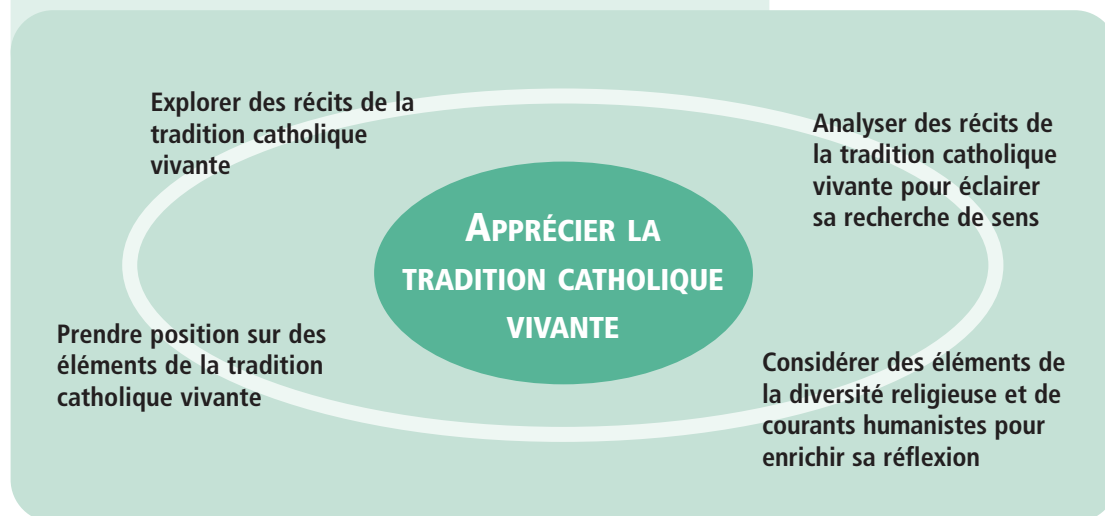 Explorer des récits de la
tradition catholique
vivante
Analyser des récits de
la tradition catholique
vivante pour éclairer
sa recherche de sens
APPRÉCIER LA
TRADITION CATHOLIQUE
VIVANTE
Prendre position sur des
éléments de la tradition
catholique vivante
Considérer des éléments de
la diversité religieuse et de
courants humanistes pour
enrichir sa réflexion